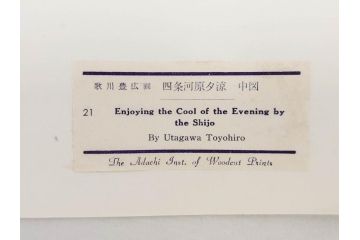 歌川豊広画 四条河原夕涼 中図
21 Enjoying the Cool of the Evening by
the Shijo
By Utagawa Toyohiro
The Adachi Inst. of Woodcut Prints